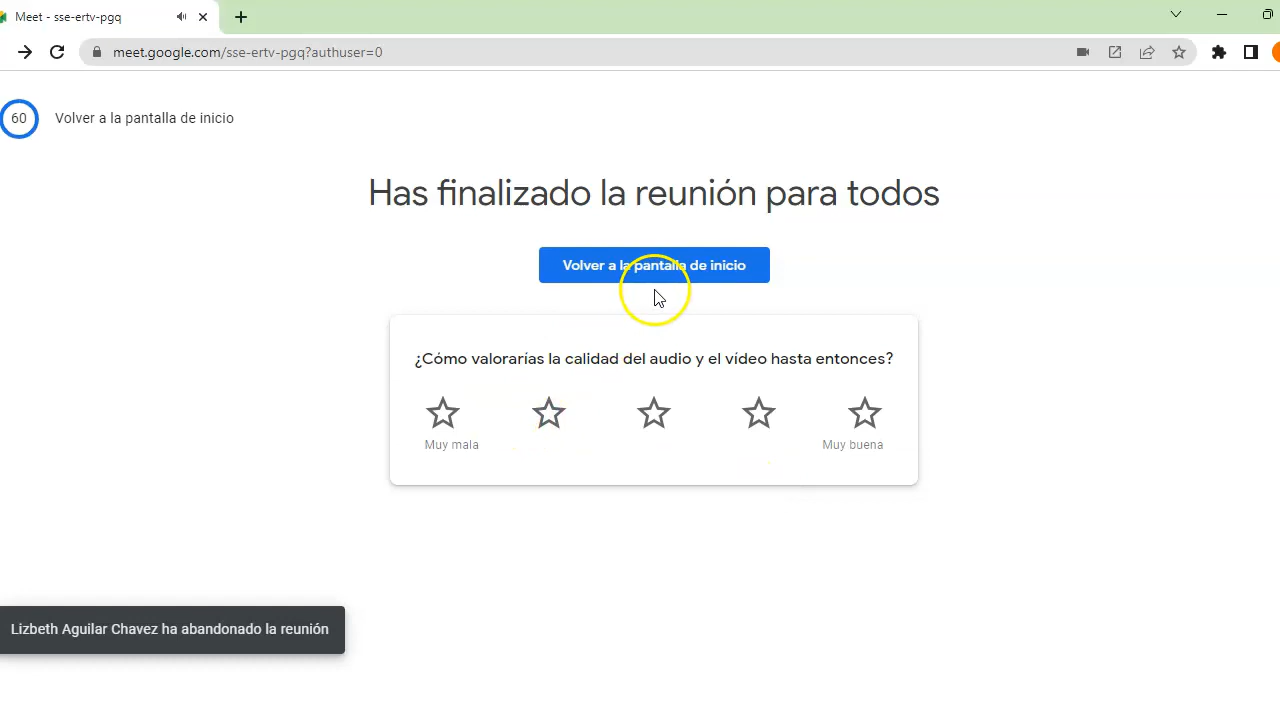 Meet - sse-ertv-pgq
meet.google.com/sse-ertv-pgq?authuser=0
60
Volver a la pantalla de inicio
Has finalizado la reunión para todos
Volver a la pantalla de inicio
¿Cómo valorarías la calidad del audio y el vídeo hasta entonces?
Muy mala
Muy buena
Lizbeth Aguilar Chavez ha abandonado la reunión